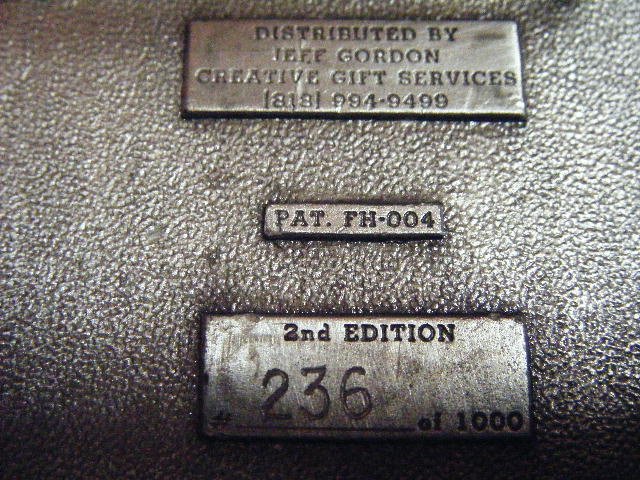 DISTRIBUTED BY
JEFF GORDON
CREATIVE GIFT SERVICES
(818) 994-9499
PAT. FH-004
2nd EDITION
# 236 of 1000